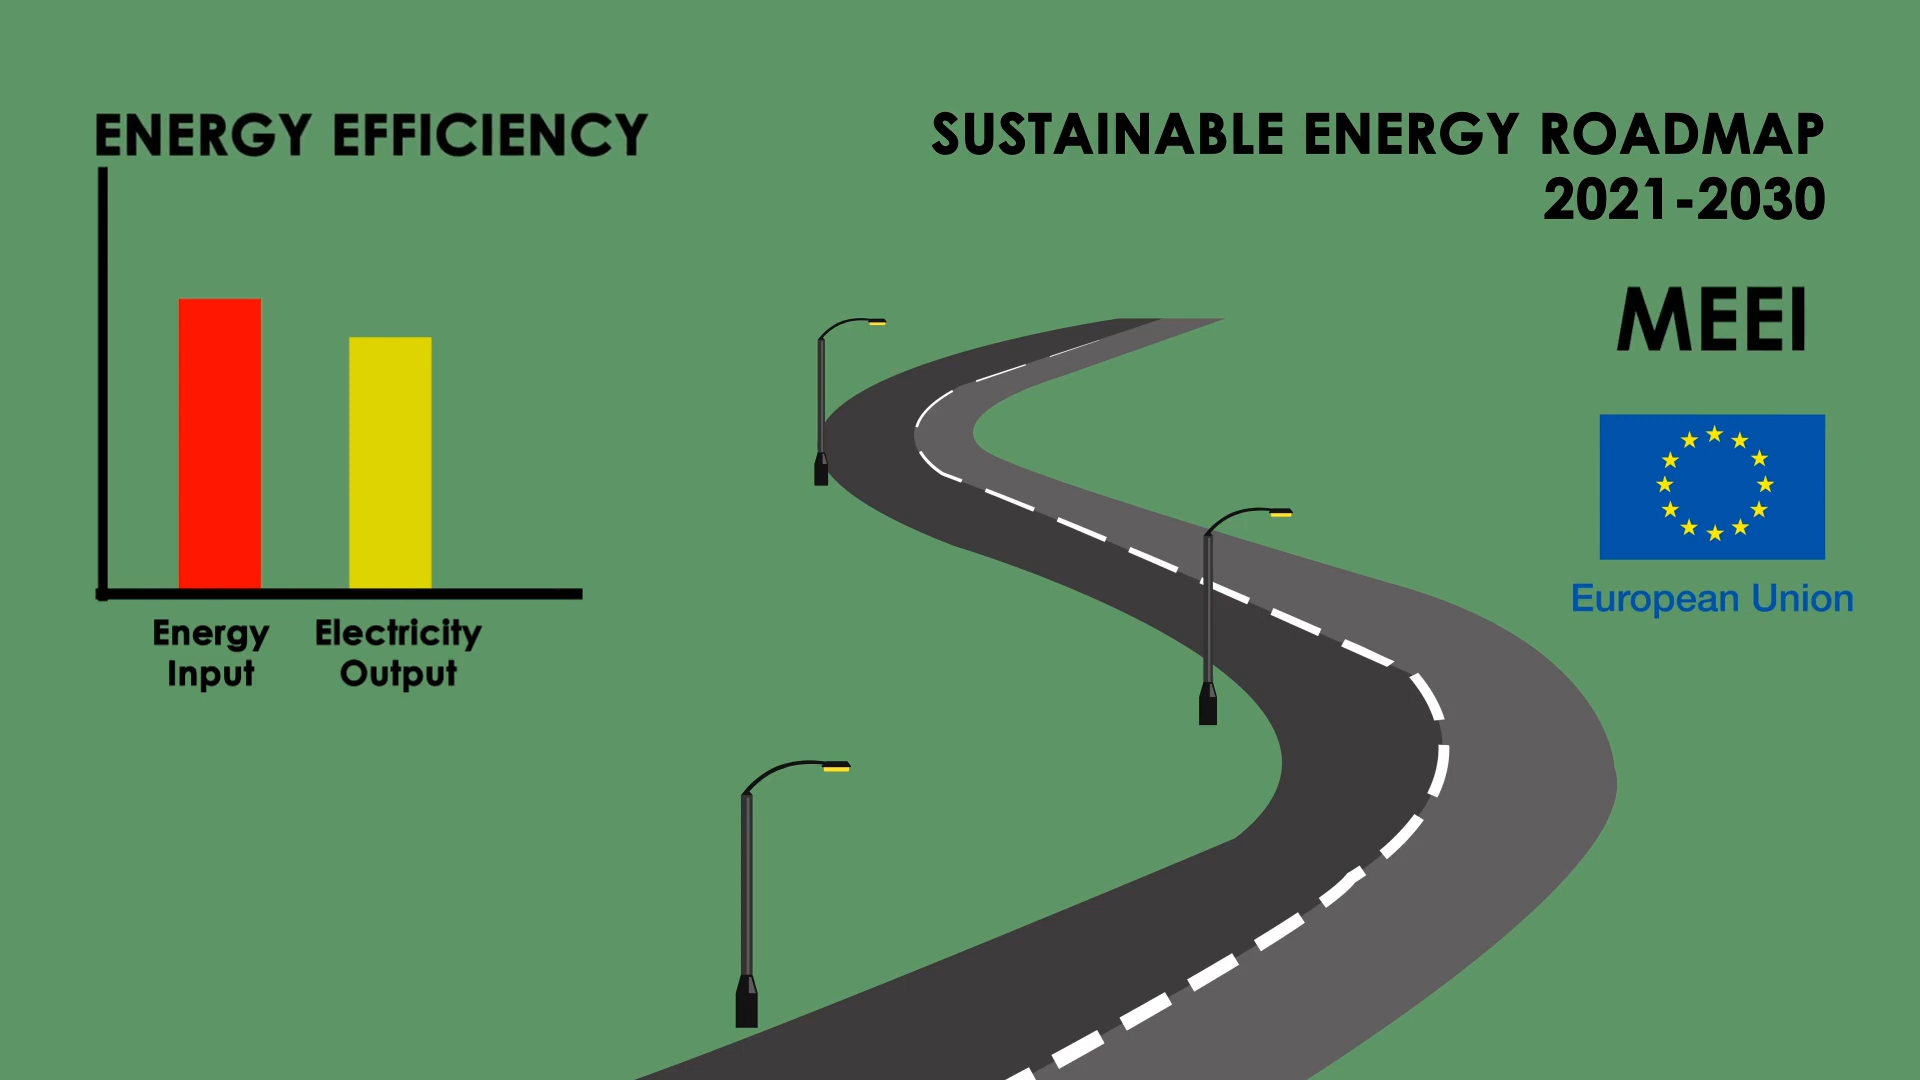 ENERGY EFFICIENCY
Energy
Input
Electricity
Output
SUSTAINABLE ENERGY ROADMAP
2021-2030
MEEI
European Union